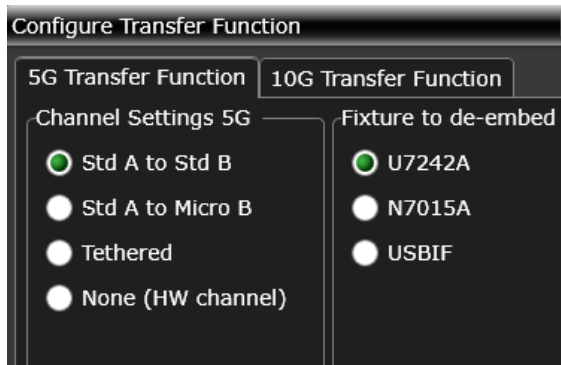 Configure Transfer Function
5G Transfer Function
10G Transfer Function
Channel Settings 5G
Std A to Std B
Std A to Micro B
Tethered
None (HW channel)
Fixture to de-embed
U7242A
N7015A
USBIF